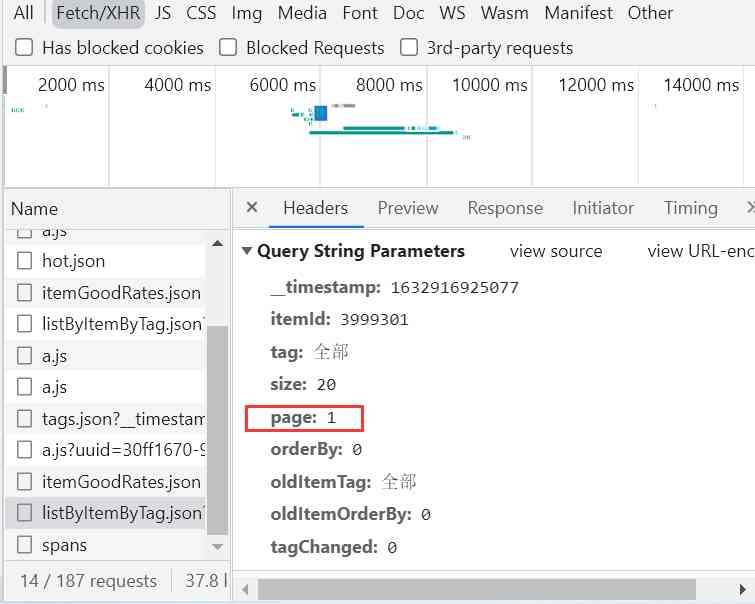 All Fetch/XHR JS CSS Img Media Font Doc WS Wasm Manifest Other
Has blocked cookies Blocked Requests 3rd-party requests
2000 ms 4000 ms 6000 ms 8000 ms 10000 ms 12000 ms 14000 ms
Name
a.js
hot.json
itemGoodRates.json
listByItemByTag.json?
a.js
a.js
tags.json?__timestam
a.js?uuid=30ff1670-9
itemGoodRates.json
listByItemByTag.json?
spans
14 / 187 requests 37.8
× Headers Preview Response Initiator Timing
Query String Parameters view source view URL-enc
__timestamp: 1632916925077
itemId: 3999301
tag: 全部
size: 20
page: 1
orderBy: 0
oldItemTag: 全部
oldItemOrderBy: 0
tagChanged: 0